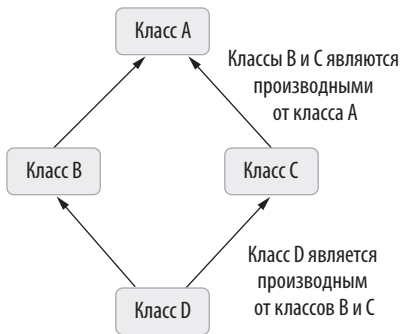 Класс A
Классы B и C являются
производными
от класса A
Класс B
Класс C
Класс D является
производным
от классов B и C
Класс D